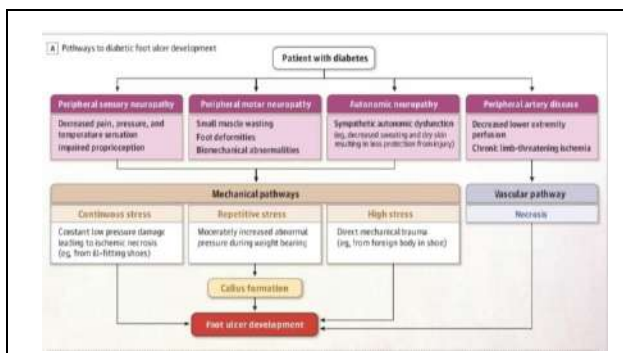 A Pathways to diabetic foot ulcer development
Patient with diabetes
Peripheral sensory neuropathy
Decreased pain, pressure, and
temperature sensation
Impaired proprioception
Peripheral motor neuropathy
Small muscle wasting
Foot deformities
Biomechanical abnormalities
Autonomic neuropathy
Sympathetic autonomic dysfunction
(eg, decreased sweating and dry skin
resulting in less protection from injury)
Peripheral artery disease
Decreased lower extremity
perfusion
Chronic limb-threatening ischemia
Mechanical pathways
Continuous stress
Constant low pressure damage
leading to ischemic necrosis
(eg, from ill-fitting shoes)
Repetitive stress
Moderately increased abnormal
pressure during weight bearing
High stress
Direct mechanical trauma
(eg, from foreign body in shoe)
Vascular pathway
Necrosis
Callus formation
Foot ulcer development